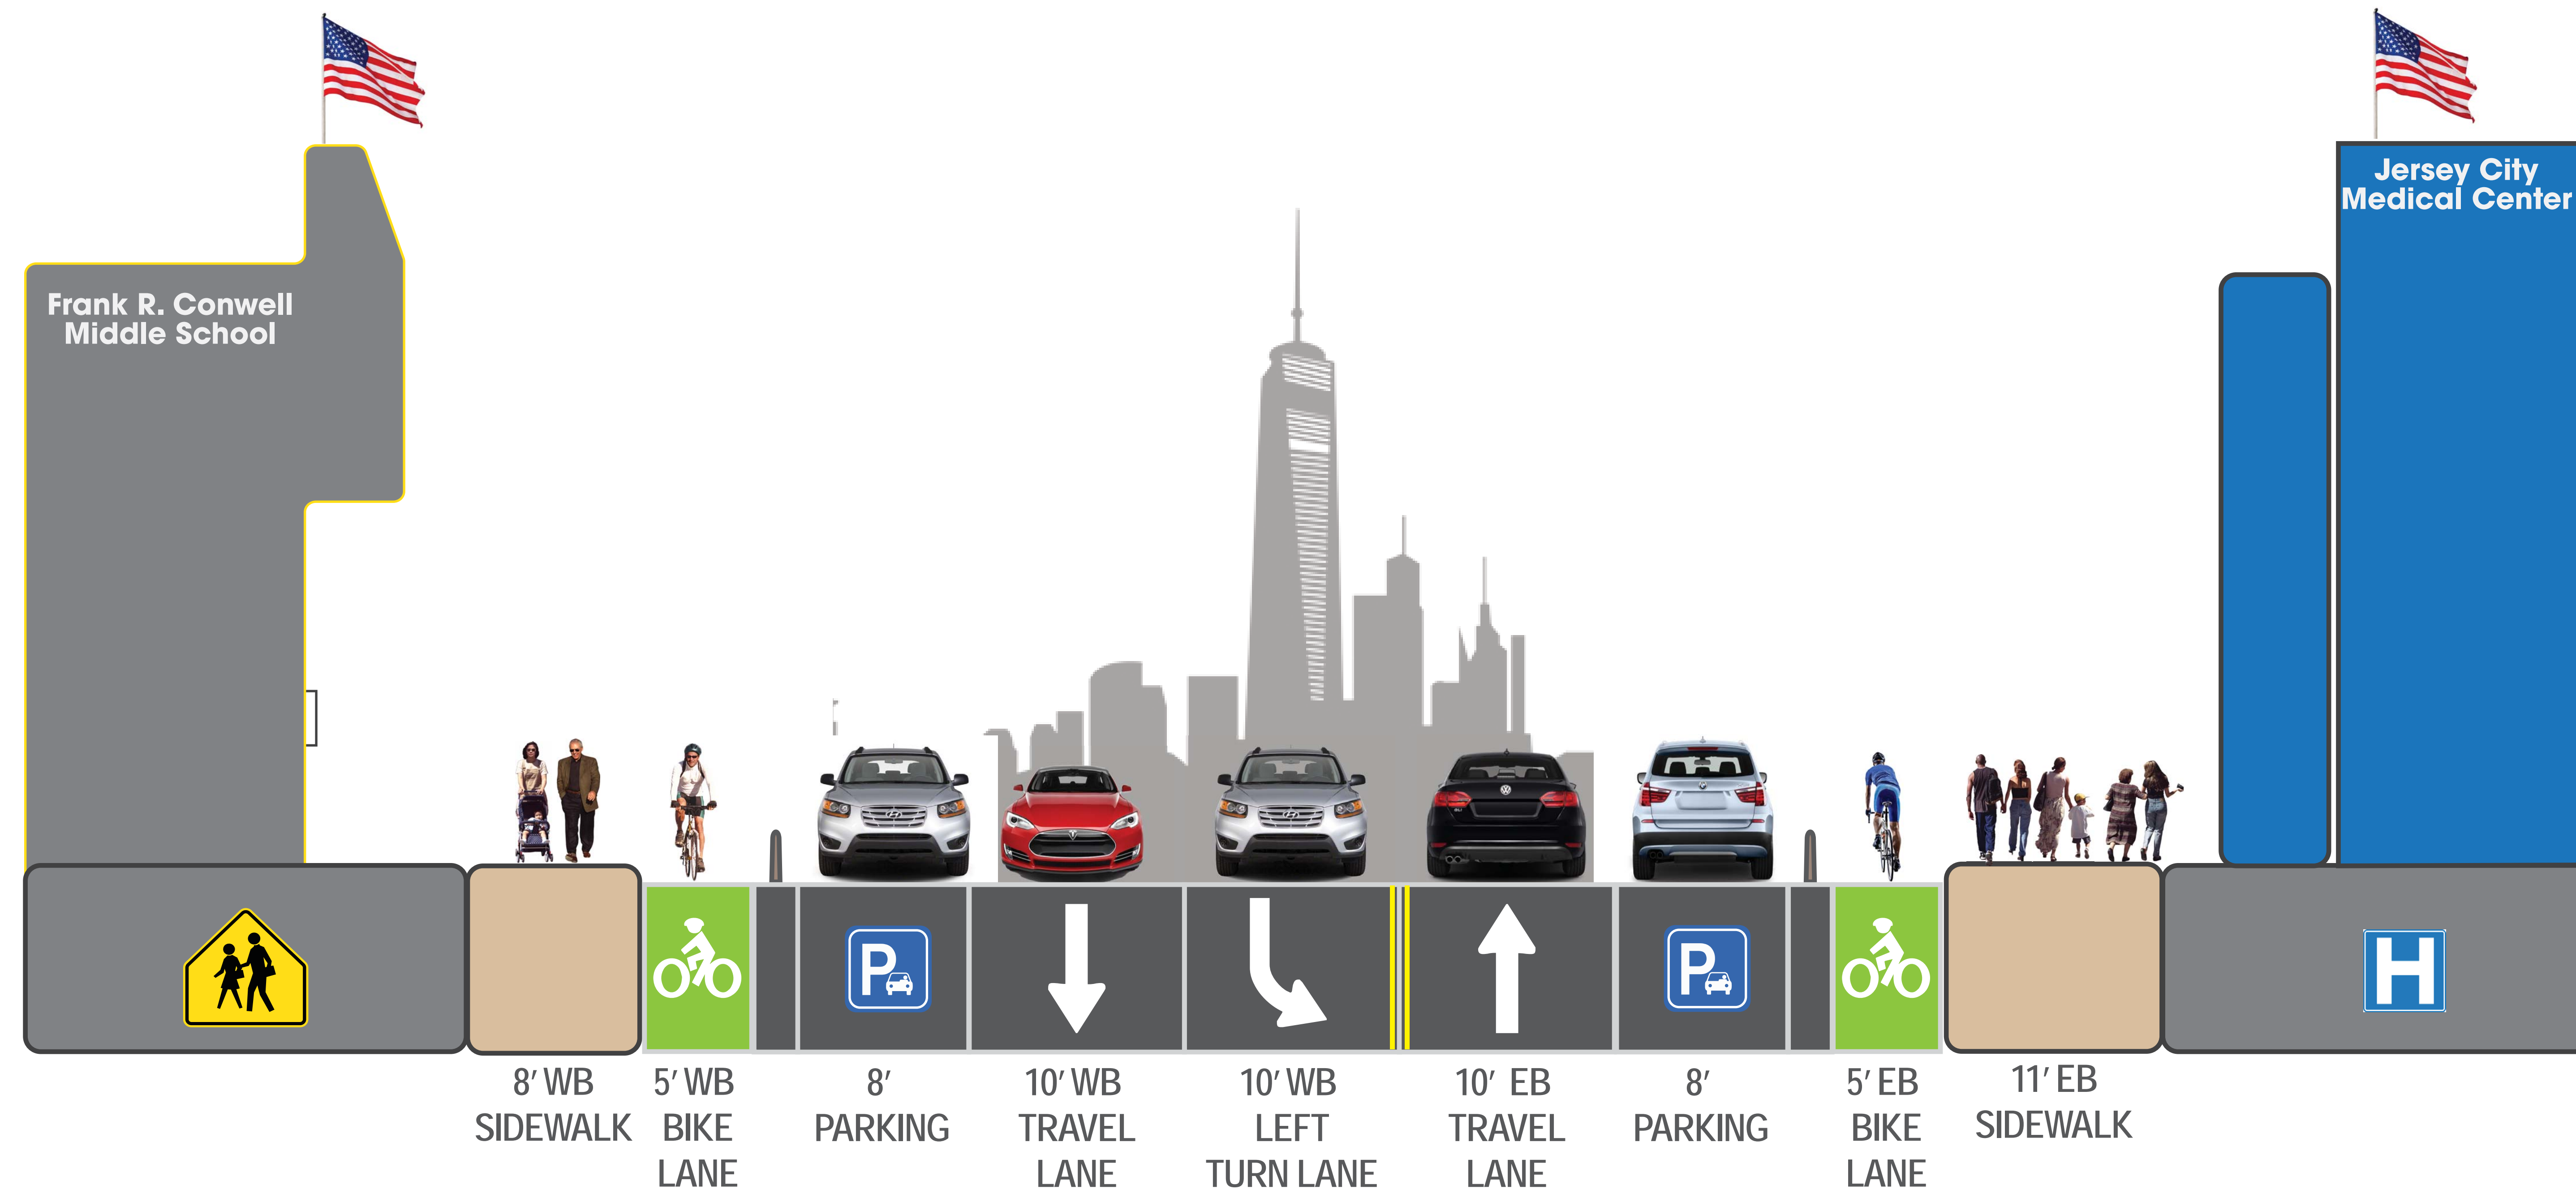 Jersey City
Medical Center
Frank R. Conwell
Middle School
P
P
H
8' WB
SIDEWALK
5' WB
BIKE
LANE
8'
PARKING
10' WB
TRAVEL
LANE
10' WB
LEFT
TURN LANE
10' EB
TRAVEL
LANE
8'
PARKING
5' EB
BIKE
LANE
11' EB
SIDEWALK